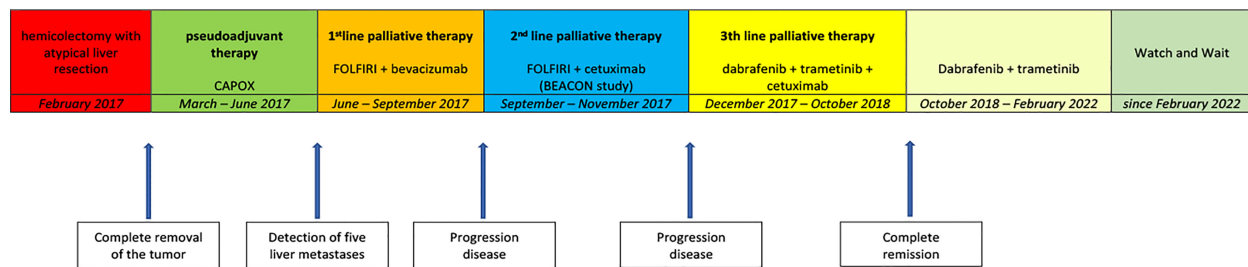 hemicolectomy with
atypical liver
resection
February 2017
pseudoadjuvant
therapy
CAPOX
March – June 2017
1stline palliative therapy
FOLFIRI + bevacizumab
June – September 2017
2nd line palliative therapy
FOLFIRI + cetuximab
(BEACON study)
September – November 2017
3th line palliative therapy
dabrafenib + trametinib +
cetuximab
December 2017 – October 2018
Dabrafenib + trametinib
October 2018 – February 2022
Watch and Wait
since February 2022
Complete removal
of the tumor
Detection of five
liver metastases
Progression
disease
Progression
disease
Complete
remission